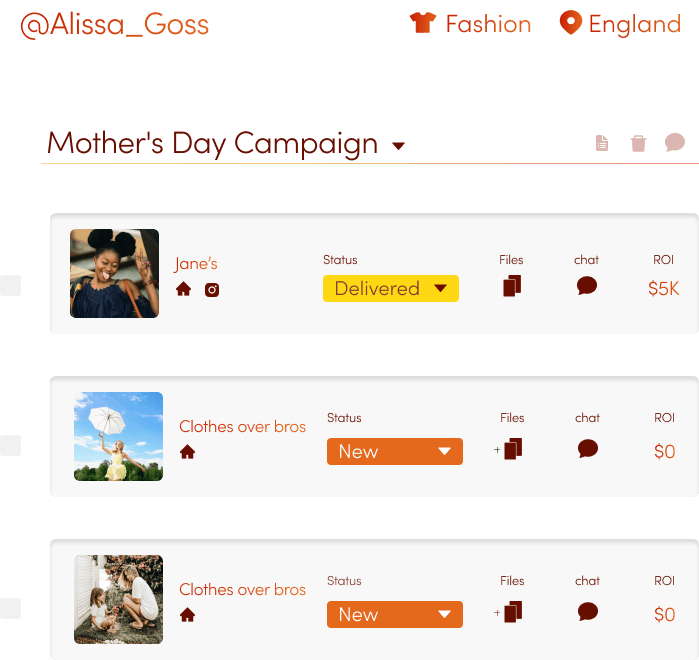 @Alissa_Goss Fashion England
Mother's Day Campaign
Jane's Status Files chat ROI
Delivered $5K
Clothes over bros Status Files chat ROI
New + $0
Clothes over bros Status Files chat ROI
New + $0